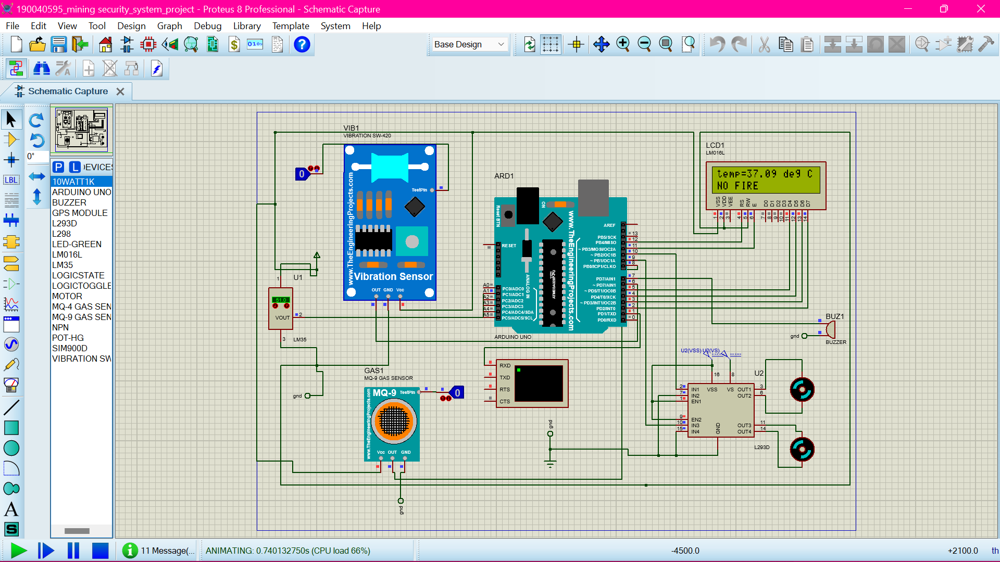 190040595_mining security_system_project - Proteus 8 Professional - Schematic Capture
File Edit View Tool Design Graph Debug Library Template System Help
Base Design
Schematic Capture
0°
P L DEVICES
10WATT1K
ARDUINO UNO
BUZZER
GPS MODULE
L293D
L298
LED-GREEN
LM016L
LM35
LOGICSTATE
LOGICTOGGLE
MOTOR
MQ-4 GAS SEN
MQ-9 GAS SEN
NPN
POT-HG
SIM900D
VIBRATION SW
LBL
A
S
VIB1
VIBRATION SW-420
0
TestPin
www.TheEngineeringProjects.com
Vibration Sensor
OUT GND Vcc
U1
1
51.0
VOUT
2
3
LM35
gnd
GAS1
MQ-9 GAS SENSOR
MQ-9 TestPin
0
www.TheEngineeringProjects.com
Vcc OUT GND
gnd
ARD1
Reset BTN
ON
www.TheEngineeringProjects.com
AREF
13
PB5/SCK
12
PB4/MISO
11
~ PB3/MOSI/OC2A
10
~ PB2/OC1B
9
~ PB1/OC1A
8
PB0/ICP1/CLKO
7
PD7/AIN1
6
~ PD7/AIN1
5
~ PD5/T1/OC0B
4
PD4/T0/XCK
3
~ PD3/INT1/OC2B
2
PD2/INT0
1
PD1/TXD
0
PD0/RXD
RESET
ANALOG IN
A0 PC0/ADC0
A1 PC1/ADC1
A2 PC2/ADC2
A3 PC3/ADC3
A4 PC4/ADC4/SDA
A5 PC5/ADC5/SCL
ARDUINO UNO
RXD
TXD
RTS
CTS
gnd
LCD1
LM016L
temp=37.09 deg C
NO FIRE
VSS VDD VEE RS RW E D0 D1 D2 D3 D4 D5 D6 D7
1 2 3 4 5 6 7 8 9 10 11 12 13 14
BUZ1
gnd
BUZZER
U2(VSS) U2(VS)
16 8 U2
2 IN1 VSS VS OUT1 3
7 IN2 OUT2 6
1 EN1
9 EN2
10 IN3 OUT3 11
15 IN4 GND OUT4 14
L293D
11 Message(...
ANIMATING: 0.740132750s (CPU load 66%)
-4500.0
+2100.0
th